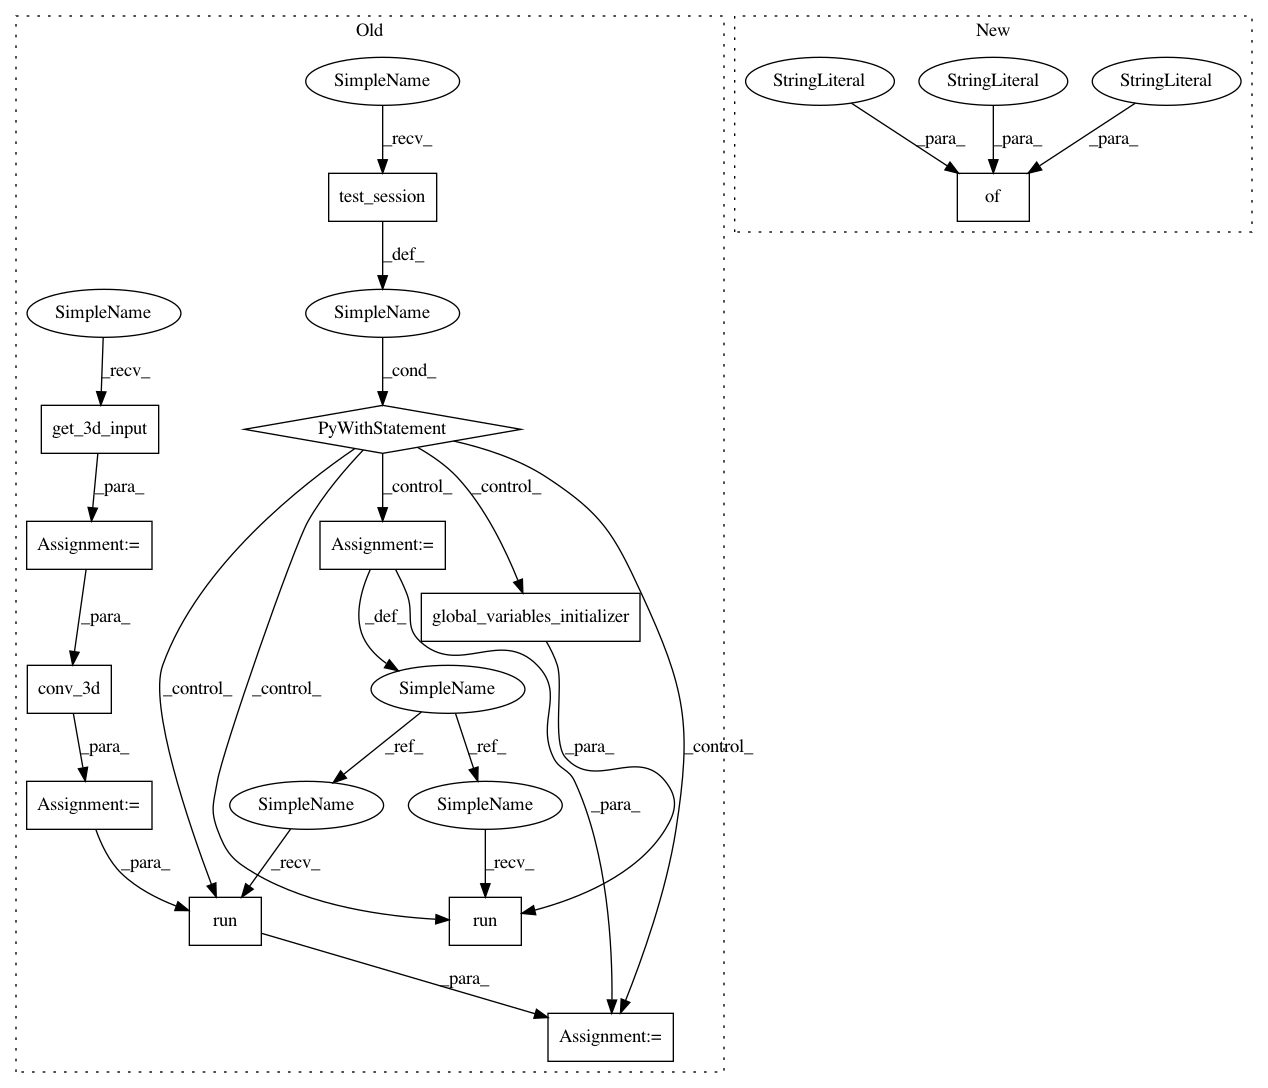 Old
New
SimpleName
StringLiteral
StringLiteral
StringLiteral
_recv_
_para_
_para_
_para_
test_session
of
_def_
SimpleName
SimpleName
_recv_
_cond_
get_3d_input
PyWithStatement
_para_
_control_
_control_
Assignment:=
Assignment:=
global_variables_initializer
_para_
_def_
conv_3d
_control_
_control_
SimpleName
_para_
_ref_
_ref_
_para_
_control_
Assignment:=
SimpleName
SimpleName
_para_
_para_
_recv_
_recv_
run
run
_para_
Assignment:=